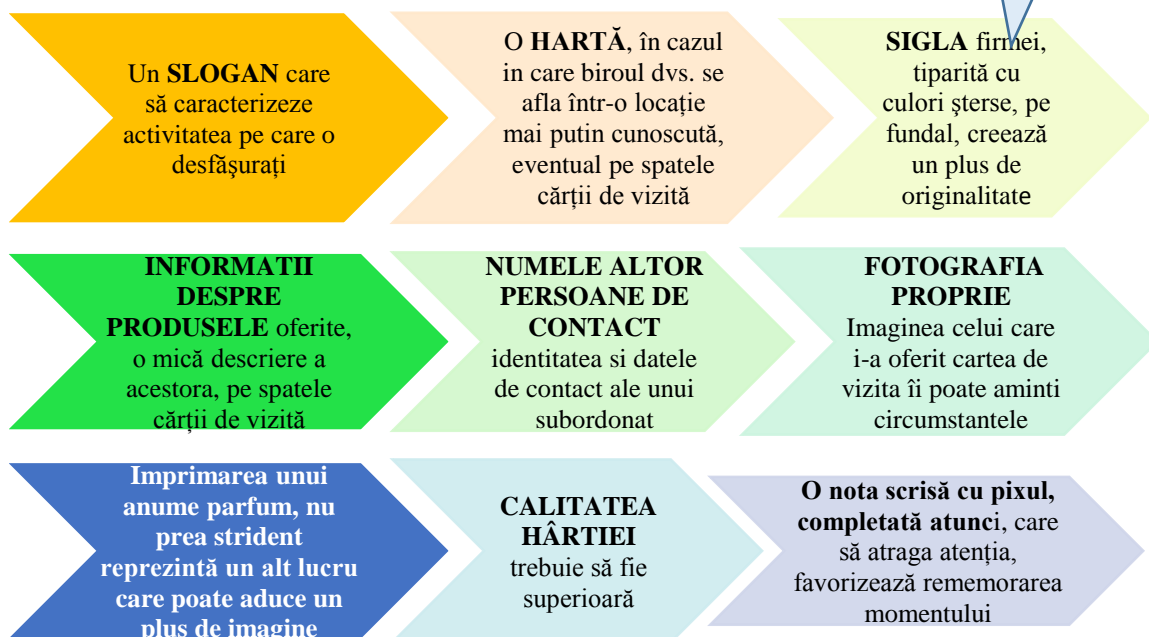 Un SLOGAN care
să caracterizeze
activitatea pe care o
desfăşurați
O HARTĂ, în cazul
in care biroul dvs. se
afla într-o locație
mai putin cunoscută,
eventual pe spatele
cărții de vizită
SIGLA firmei,
tiparită cu
culori şterse, pe
fundal, creează
un plus de
originalitate
INFORMATII
DESPRE
PRODUSELE oferite,
o mică descriere a
acestora, pe spatele
cărții de vizită
NUMELE ALTOR
PERSOANE DE
CONTACT
identitatea si datele
de contact ale unui
subordonat
FOTOGRAFIA
PROPRIE
Imaginea celui care
i-a oferit cartea de
vizita îi poate aminti
circumstantele
Imprimarea unui
anume parfum, nu
prea strident
reprezintă un alt lucru
care poate aduce un
plus de imagine
CALITATEA
HÂRTIEI
trebuie să fie
superioară
O nota scrisă cu pixul,
completată atunci, care
să atraga atenția,
favorizează rememorarea
momentului